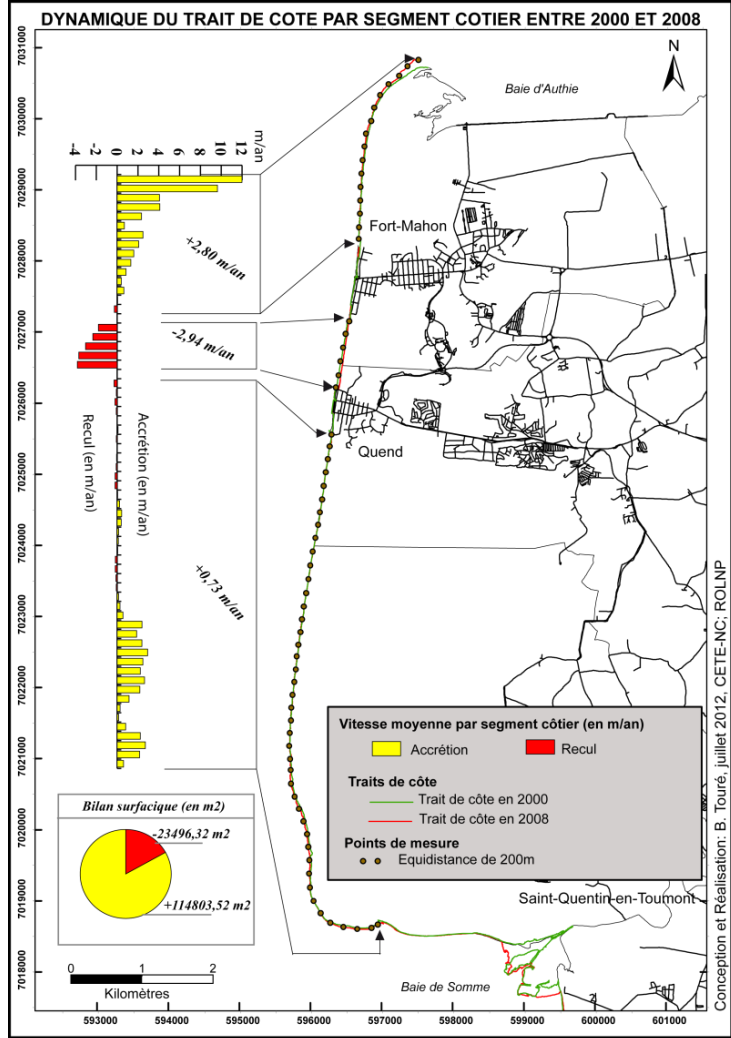 DYNAMIQUE DU TRAIT DE COTE PAR SEGMENT COTIER ENTRE 2000 ET 2008
7031000
7030000
7029000
7028000
7027000
7026000
7025000
7024000
7023000
7022000
7021000
7020000
7019000
7018000
N
Baie d'Authie
m/an
-4 -2 0 2 4 6 8 10 12
Fort-Mahon
+2,80 m/an
-2,94 m/an
Recul (en m/an)
Accrétion (en m/an)
Quend
+0,73 m/an
Vitesse moyenne par segment côtier (en m/an)
Accrétion
Recul
Traits de côte
Trait de côte en 2000
Trait de côte en 2008
Points de mesure
Equidistance de 200m
Bilan surfacique (en m2)
-23496,32 m2
+114803,52 m2
Saint-Quentin-en-Toumont
0 1 2
Kilomètres
Baie de Somme
593000 594000 595000 596000 597000 598000 599000 600000 601000
Conception et Réalisation: B. Touré, juillet 2012, CETE-NC; ROLNP